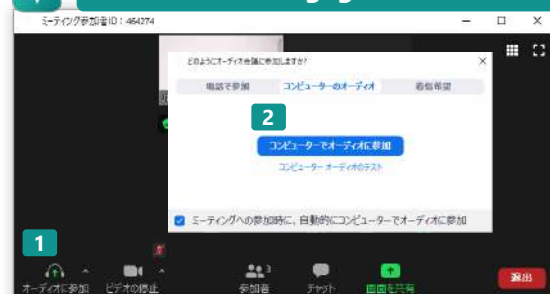 ミーティング参加者ID：464274
どのようにオーディオ会議に参加しますか?
電話で参加 コンピューターのオーディオ 着信希望
2
コンピューターでオーディオに参加
コンピューター オーディオのテスト
ミーティングへの参加時に、自動的にコンピューターでオーディオに参加
1
3
オーディオに参加 ビデオの停止 参加者 チャット 画面を共有 退出